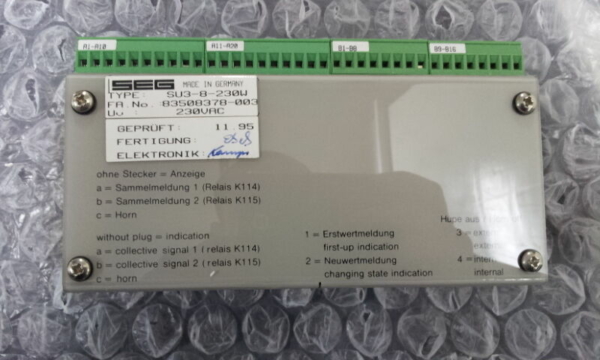 A1-A10
A11-A20
B1-B8
B9-B16
SEG MADE IN GERMANY
TYPE: SU3-8-230W
FA.No.:83508378-003
Uv : 230VAC
GEPRÜFT: 11 95
FERTIGUNG:
ELEKTRONIK:
ohne Stecker = Anzeige
a = Sammelmeldung 1 (Relais K114)
b = Sammelmeldung 2 (Relais K115)
c = Horn
without plug = indication
a = collective signal 1 (relais K114)
b = collective signal 2 (relais K115)
c = horn
1 = Erstwertmeldung
first-up indication
2 = Neuwertmeldung
changing state indication
Hupe aus
3 =
4 =
internal